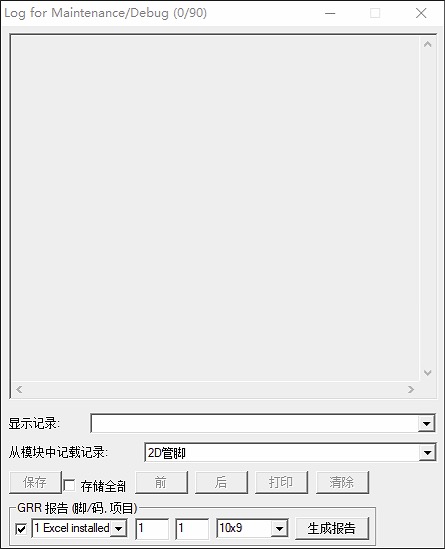 Log for Maintenance/Debug (0/90)
显示记录:
从模块中记载记录: 2D管脚
保存 存储全部 前 后 打印 清除
GRR 报告 (脚/码, 项目)
1 Excel installed 1 1 10x9 生成报告